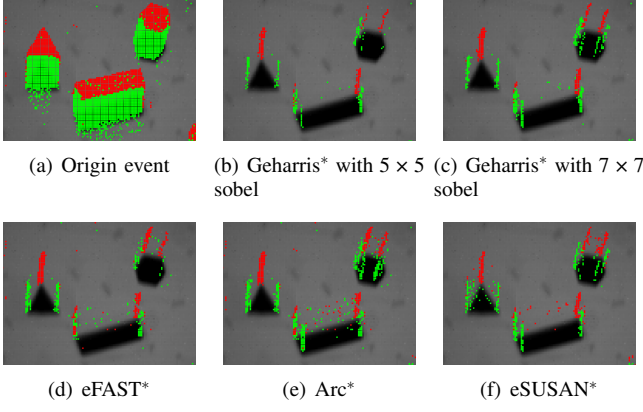 (a) Origin event
(b) Geharris* with 5 × 5
sobel
(c) Geharris* with 7 × 7
sobel
(d) eFAST*
(e) Arc*
(f) eSUSAN*